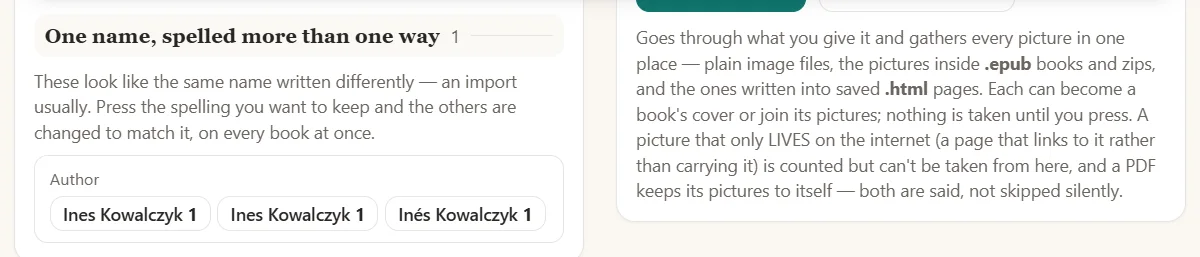 One name, spelled more than one way 1
These look like the same name written differently — an import
usually. Press the spelling you want to keep and the others are
changed to match it, on every book at once.
Author
Ines Kowalczyk 1 Ines Kowalczyk 1 Inés Kowalczyk 1
Goes through what you give it and gathers every picture in one
place — plain image files, the pictures inside .epub books and zips,
and the ones written into saved .html pages. Each can become a
book's cover or join its pictures; nothing is taken until you press. A
picture that only LIVES on the internet (a page that links to it rather
than carrying it) is counted but can't be taken from here, and a PDF
keeps its pictures to itself — both are said, not skipped silently.